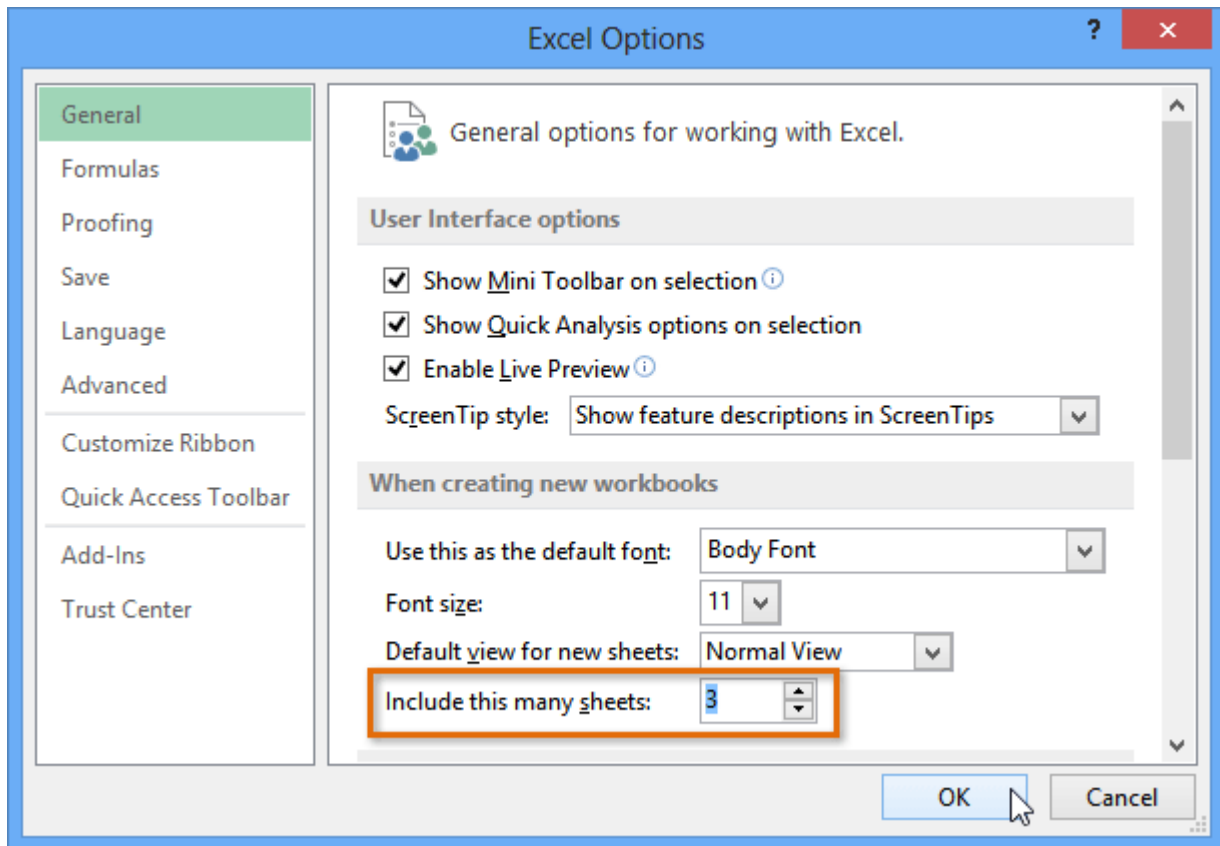 Excel Options
?
×
General
Formulas
Proofing
Save
Language
Advanced
Customize Ribbon
Quick Access Toolbar
Add-Ins
Trust Center
General options for working with Excel.
User Interface options
Show Mini Toolbar on selection
Show Quick Analysis options on selection
Enable Live Preview
ScreenTip style: Show feature descriptions in ScreenTips
When creating new workbooks
Use this as the default font: Body Font
Font size: 11
Default view for new sheets: Normal View
Include this many sheets: 3
OK Cancel